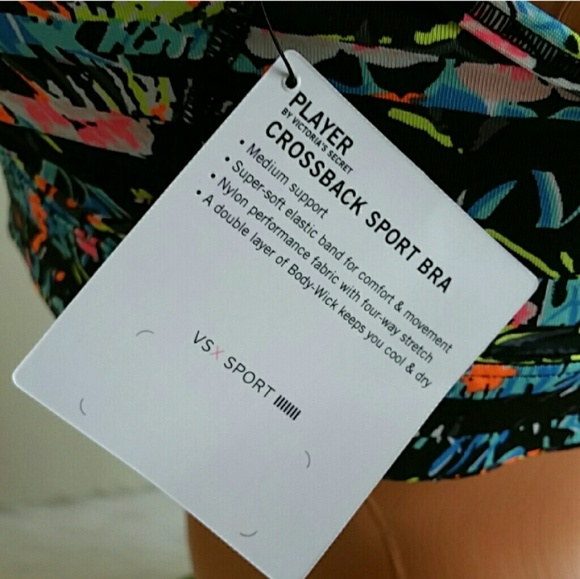 PLAYER
BY VICTORIA'S SECRET
CROSSBACK SPORT BRA
• Medium support
• Super-soft elastic band for comfort & movement
• Nylon performance fabric with four-way stretch
• A double layer of Body-Wick keeps you cool & dry
VSX SPORT